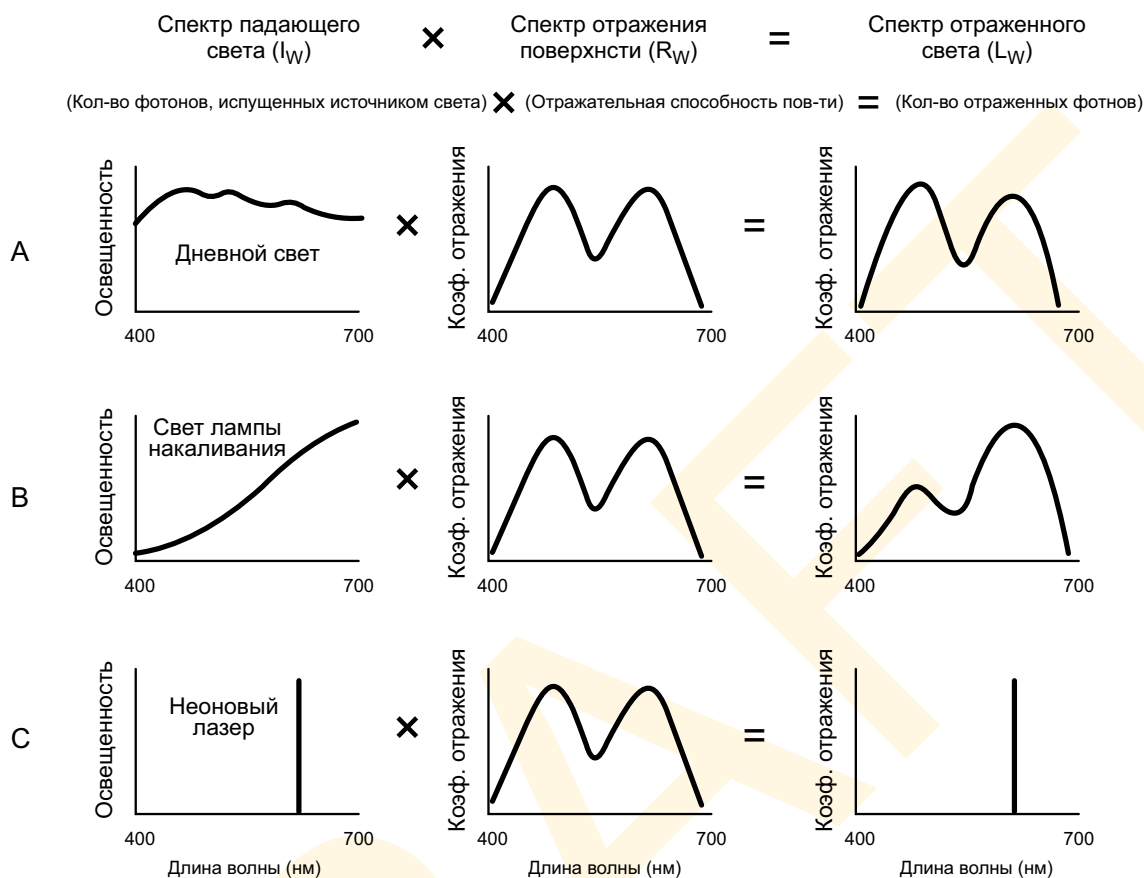 Спектр падающего
света (I_W)
×
Спектр отражения
поверхнсти (R_W)
=
Спектр отраженного
света (L_W)
(Кол-во фотонов, испущенных источником света) × (Отражательная способность пов-ти) = (Кол-во отраженных фотнов)
A
Освещенность
Дневной свет
400 700
×
Коэф. отражения
400 700
=
Коэф. отражения
400 700
B
Освещенность
Свет лампы
накаливания
400 700
×
Коэф. отражения
400 700
=
Коэф. отражения
400 700
C
Освещенность
Неоновый
лазер
400 700
Длина волны (нм)
×
Коэф. отражения
400 700
Длина волны (нм)
=
Коэф. отражения
400 700
Длина волны (нм)